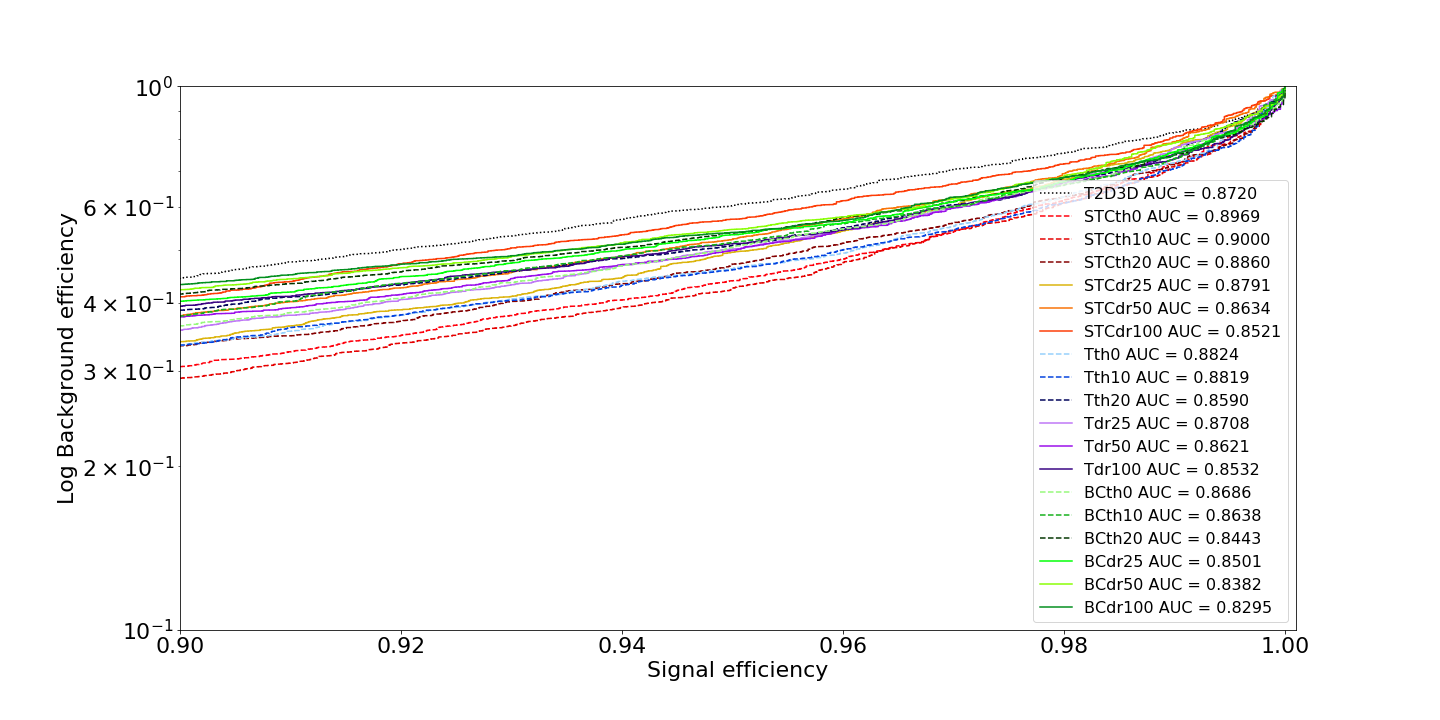 10^0
6 × 10^-1
4 × 10^-1
3 × 10^-1
2 × 10^-1
10^-1
Log Background efficiency
0.90 0.92 0.94 0.96 0.98 1.00
Signal efficiency
T2D3D AUC = 0.8720
STCth0 AUC = 0.8969
STCth10 AUC = 0.9000
STCth20 AUC = 0.8860
STCdr25 AUC = 0.8791
STCdr50 AUC = 0.8634
STCdr100 AUC = 0.8521
Tth0 AUC = 0.8824
Tth10 AUC = 0.8819
Tth20 AUC = 0.8590
Tdr25 AUC = 0.8708
Tdr50 AUC = 0.8621
Tdr100 AUC = 0.8532
BCth0 AUC = 0.8686
BCth10 AUC = 0.8638
BCth20 AUC = 0.8443
BCdr25 AUC = 0.8501
BCdr50 AUC = 0.8382
BCdr100 AUC = 0.8295